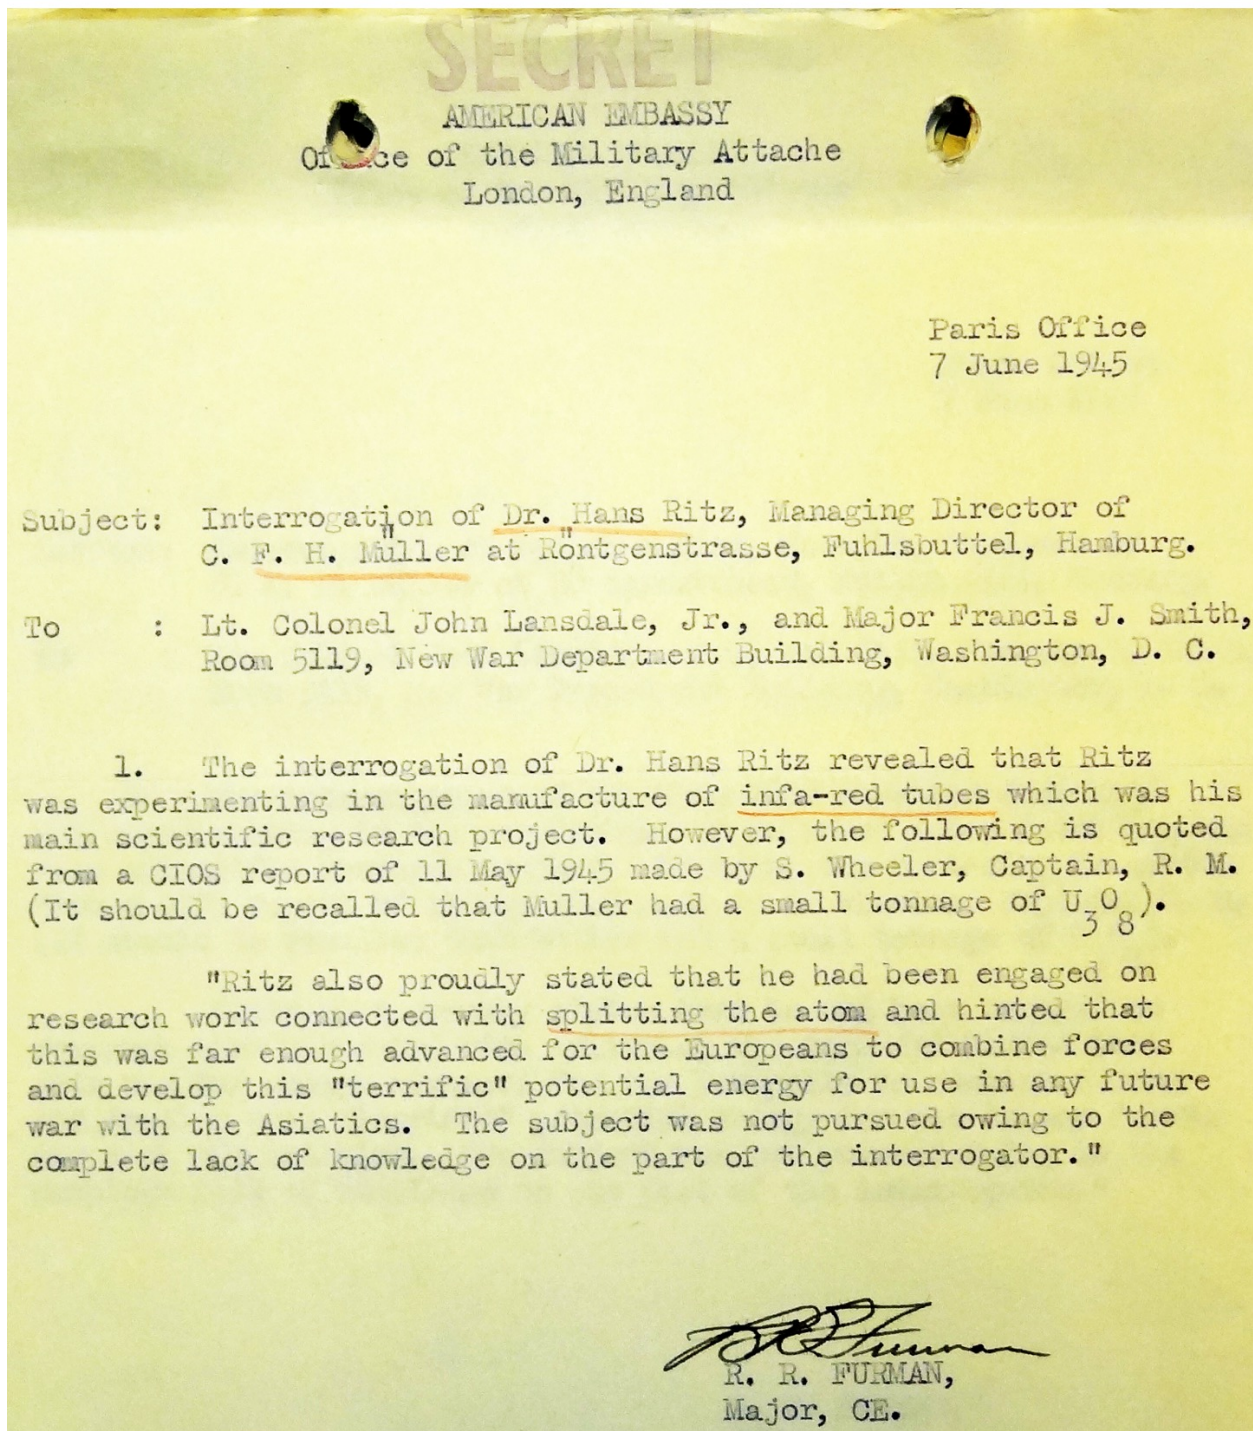 SECRET
AMERICAN EMBASSY
Office of the Military Attache
London, England
Paris Office
7 June 1945
Subject: Interrogation of Dr. Hans Ritz, Managing Director of
C. F. H. Müller at Röntgenstrasse, Fuhlsbuttel, Hamburg.
To : Lt. Colonel John Lansdale, Jr., and Major Francis J. Smith,
Room 5119, New War Department Building, Washington, D. C.
1. The interrogation of Dr. Hans Ritz revealed that Ritz
was experimenting in the manufacture of infa-red tubes which was his
main scientific research project. However, the following is quoted
from a CIOS report of 11 May 1945 made by S. Wheeler, Captain, R. M.
(It should be recalled that Muller had a small tonnage of U3O8).
"Ritz also proudly stated that he had been engaged on
research work connected with splitting the atom and hinted that
this was far enough advanced for the Europeans to combine forces
and develop this "terrific" potential energy for use in any future
war with the Asiatics. The subject was not pursued owing to the
complete lack of knowledge on the part of the interrogator."
R R Furman
R. R. FURMAN,
Major, CE.